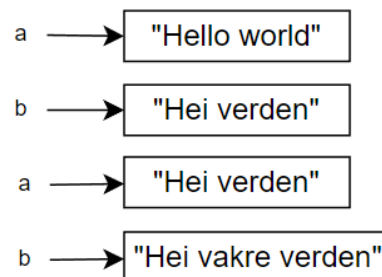 a "Hello world"
b "Hei verden"
a "Hei verden"
b "Hei vakre verden"